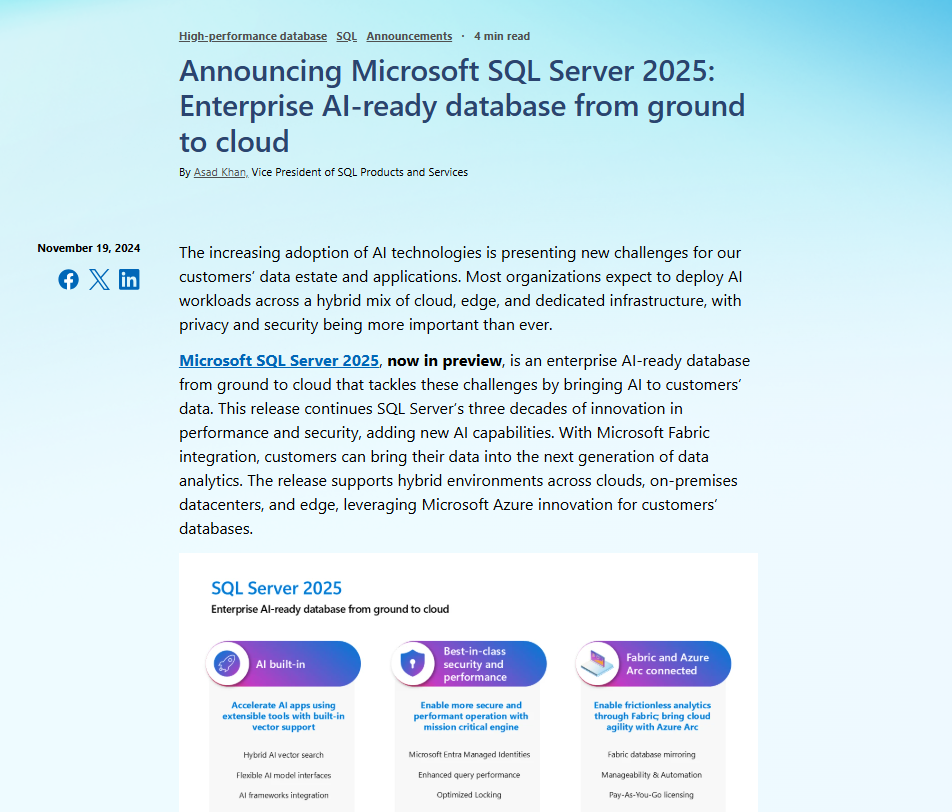 High-performance database SQL Announcements · 4 min read
Announcing Microsoft SQL Server 2025:
Enterprise AI-ready database from ground
to cloud
By Asad Khan, Vice President of SQL Products and Services
November 19, 2024
The increasing adoption of AI technologies is presenting new challenges for our
customers’ data estate and applications. Most organizations expect to deploy AI
workloads across a hybrid mix of cloud, edge, and dedicated infrastructure, with
privacy and security being more important than ever.
Microsoft SQL Server 2025, now in preview, is an enterprise AI-ready database
from ground to cloud that tackles these challenges by bringing AI to customers’
data. This release continues SQL Server’s three decades of innovation in
performance and security, adding new AI capabilities. With Microsoft Fabric
integration, customers can bring their data into the next generation of data
analytics. The release supports hybrid environments across clouds, on-premises
datacenters, and edge, leveraging Microsoft Azure innovation for customers’
databases.
SQL Server 2025
Enterprise AI-ready database from ground to cloud
AI built-in
Accelerate AI apps using
extensible tools with built-in
vector support
Hybrid AI vector search
Flexible AI model interfaces
AI frameworks integration
Best-in-class
security and
performance
Enable more secure and
performant operation with
mission critical engine
Microsoft Entra Managed Identities
Enhanced query performance
Optimized Locking
Fabric and Azure
Arc connected
Enable frictionless analytics
through Fabric; bring cloud
agility with Azure Arc
Fabric database mirroring
Manageability & Automation
Pay-As-You-Go licensing